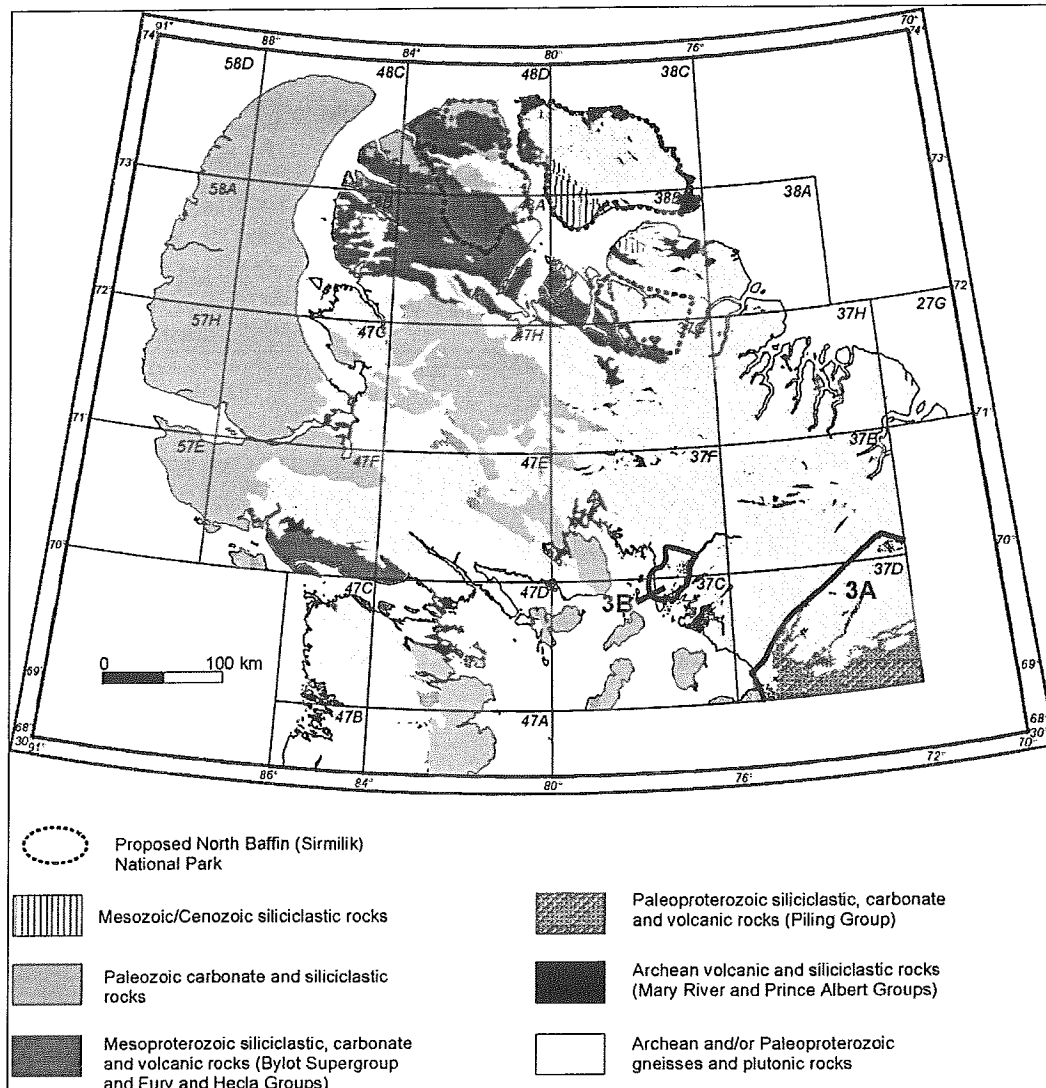 91°
88°
84°
80°
76°
70°
74°
74°
58D
48C
48D
38C
73
73
58A
48A
38B
38A
72°
72
57H
47G
47H
37G
37H
27G
71°
71°
57E
47F
47E
37F
37E
70°
70°
47C
47D
37C
37D
3B
3A
0 100 km
69°
69°
47B
47A
68°
30'
91°
68°
30'
70°
86°
84°
80°
76°
72°
Proposed North Baffin (Sirmilik)
National Park
Mesozoic/Cenozoic siliciclastic rocks
Paleozoic carbonate and siliciclastic
rocks
Mesoproterozoic siliciclastic, carbonate
and volcanic rocks (Bylot Supergroup
and Fury and Hecla Groups)
Paleoproterozoic siliciclastic, carbonate
and volcanic rocks (Piling Group)
Archean volcanic and siliciclastic rocks
(Mary River and Prince Albert Groups)
Archean and/or Paleoproterozoic
gneisses and plutonic rocks